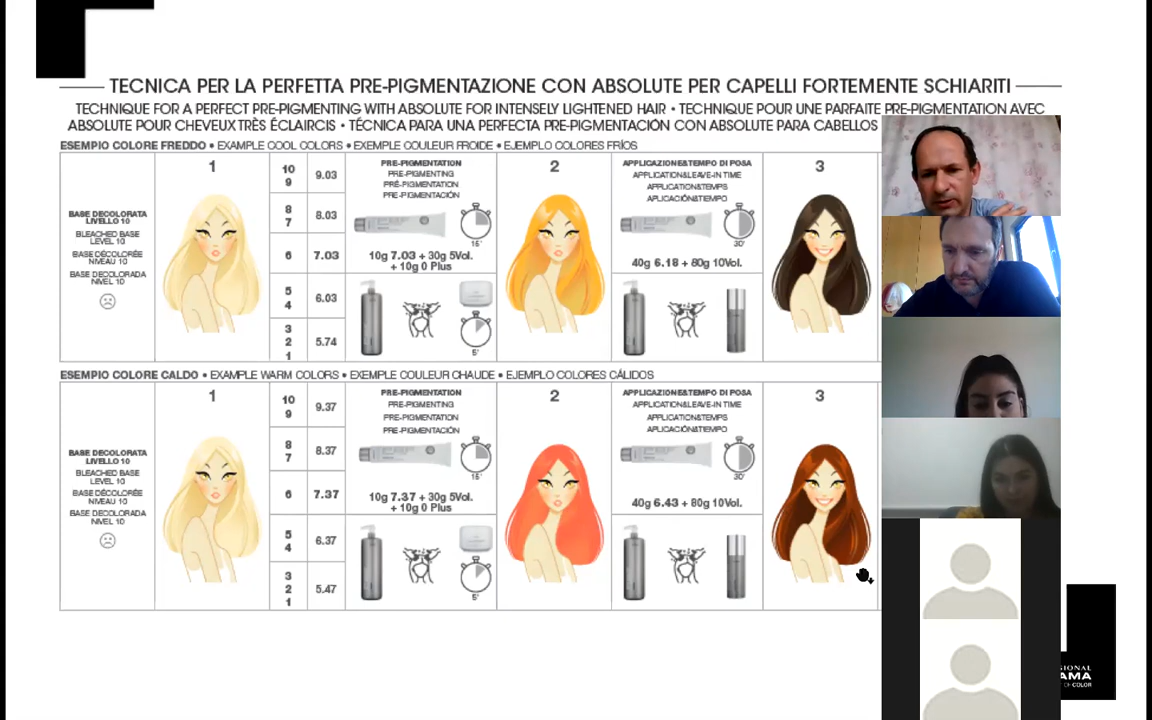 TECNICA PER LA PERFETTA PRE-PIGMENTAZIONE CON ABSOLUTE PER CAPELLI FORTEMENTE SCHIARITI
TECHNIQUE FOR A PERFECT PRE-PIGMENTING WITH ABSOLUTE FOR INTENSELY LIGHTENED HAIR • TECHNIQUE POUR UNE PARFAITE PRE-PIGMENTATION AVEC
ABSOLUTE POUR CHEVEUX TRÈS ÉCLAIRCIS • TÉCNICA PARA UNA PERFECTA PRE-PIGMENTACIÓN CON ABSOLUTE PARA CABELLOS
ESEMPIO COLORE FREDDO • EXAMPLE COOL COLORS • EXEMPLE COULEUR FROIDE • EJEMPLO COLORES FRÍOS
BASE DECOLORATA
LIVELLO 10
BLEACHED BASE
LEVEL 10
BASE DÉCOLORÉE
NIVEAU 10
BASE DECOLORADA
NIVEL 10
1
10
9
9.03
8
7
8.03
6
7.03
5
4
6.03
3
2
1
5.74
PRE-PIGMENTATION
PRE-PIGMENTING
PRÉ-PIGMENTATION
PRE-PIGMENTACIÓN
15'
10g 7.03 + 30g 5Vol.
+ 10g 0 Plus
5'
2
APPLICAZIONE&TEMPO DI POSA
APPLICATION&LEAVE-IN TIME
APPLICATION&TEMPS
APLICACIÓN&TIEMPO
30'
40g 6.18 + 80g 10Vol.
3
ESEMPIO COLORE CALDO • EXAMPLE WARM COLORS • EXEMPLE COULEUR CHAUDE • EJEMPLO COLORES CÁLIDOS
BASE DECOLORATA
LIVELLO 10
BLEACHED BASE
LEVEL 10
BASE DÉCOLORÉE
NIVEAU 10
BASE DECOLORADA
NIVEL 10
1
10
9
9.37
8
7
8.37
6
7.37
5
4
6.37
3
2
1
5.47
PRE-PIGMENTATION
PRE-PIGMENTING
PRE-PIGMENTATION
PRE-PIGMENTACIÓN
15'
10g 7.37 + 30g 5Vol.
+ 10g 0 Plus
5'
2
APPLICAZIONE&TEMPO DI POSA
APPLICATION&LEAVE-IN TIME
APPLICATION&TEMPS
APLICACIÓN&TIEMPO
30'
40g 6.43 + 80g 10Vol.
3
SIONAL
AMA
OF COLOR